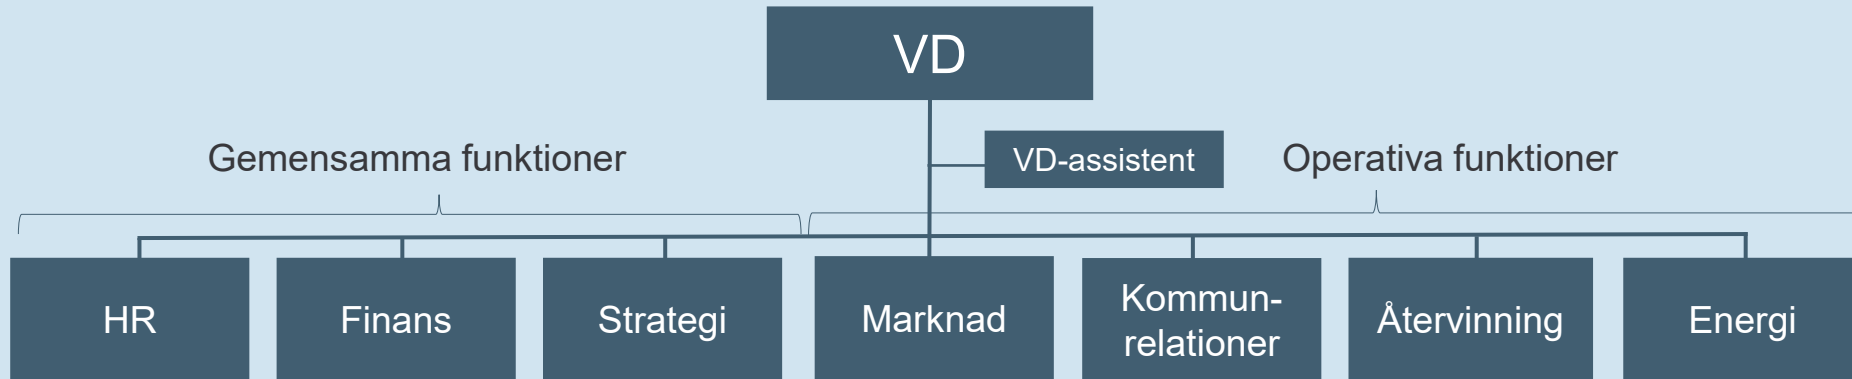 VD
VD-assistent
Gemensamma funktioner
Operativa funktioner
HR
Finans
Strategi
Marknad
Kommun-
relationer
Återvinning
Energi